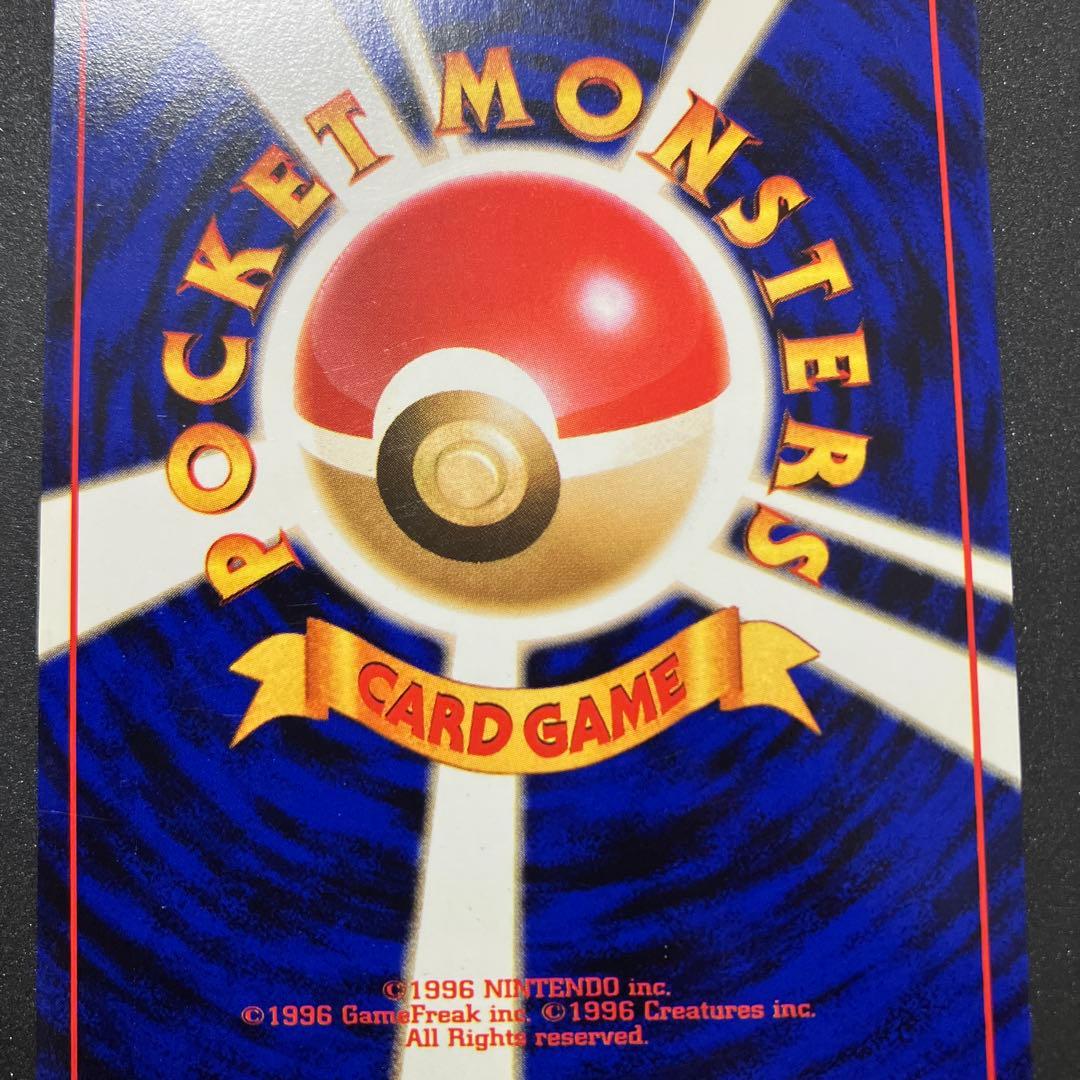 POCKET MONSTERS
CARD GAME
©1996 NINTENDO inc.
©1996 GameFreak inc. ©1996 Creatures inc.
All Rights reserved.